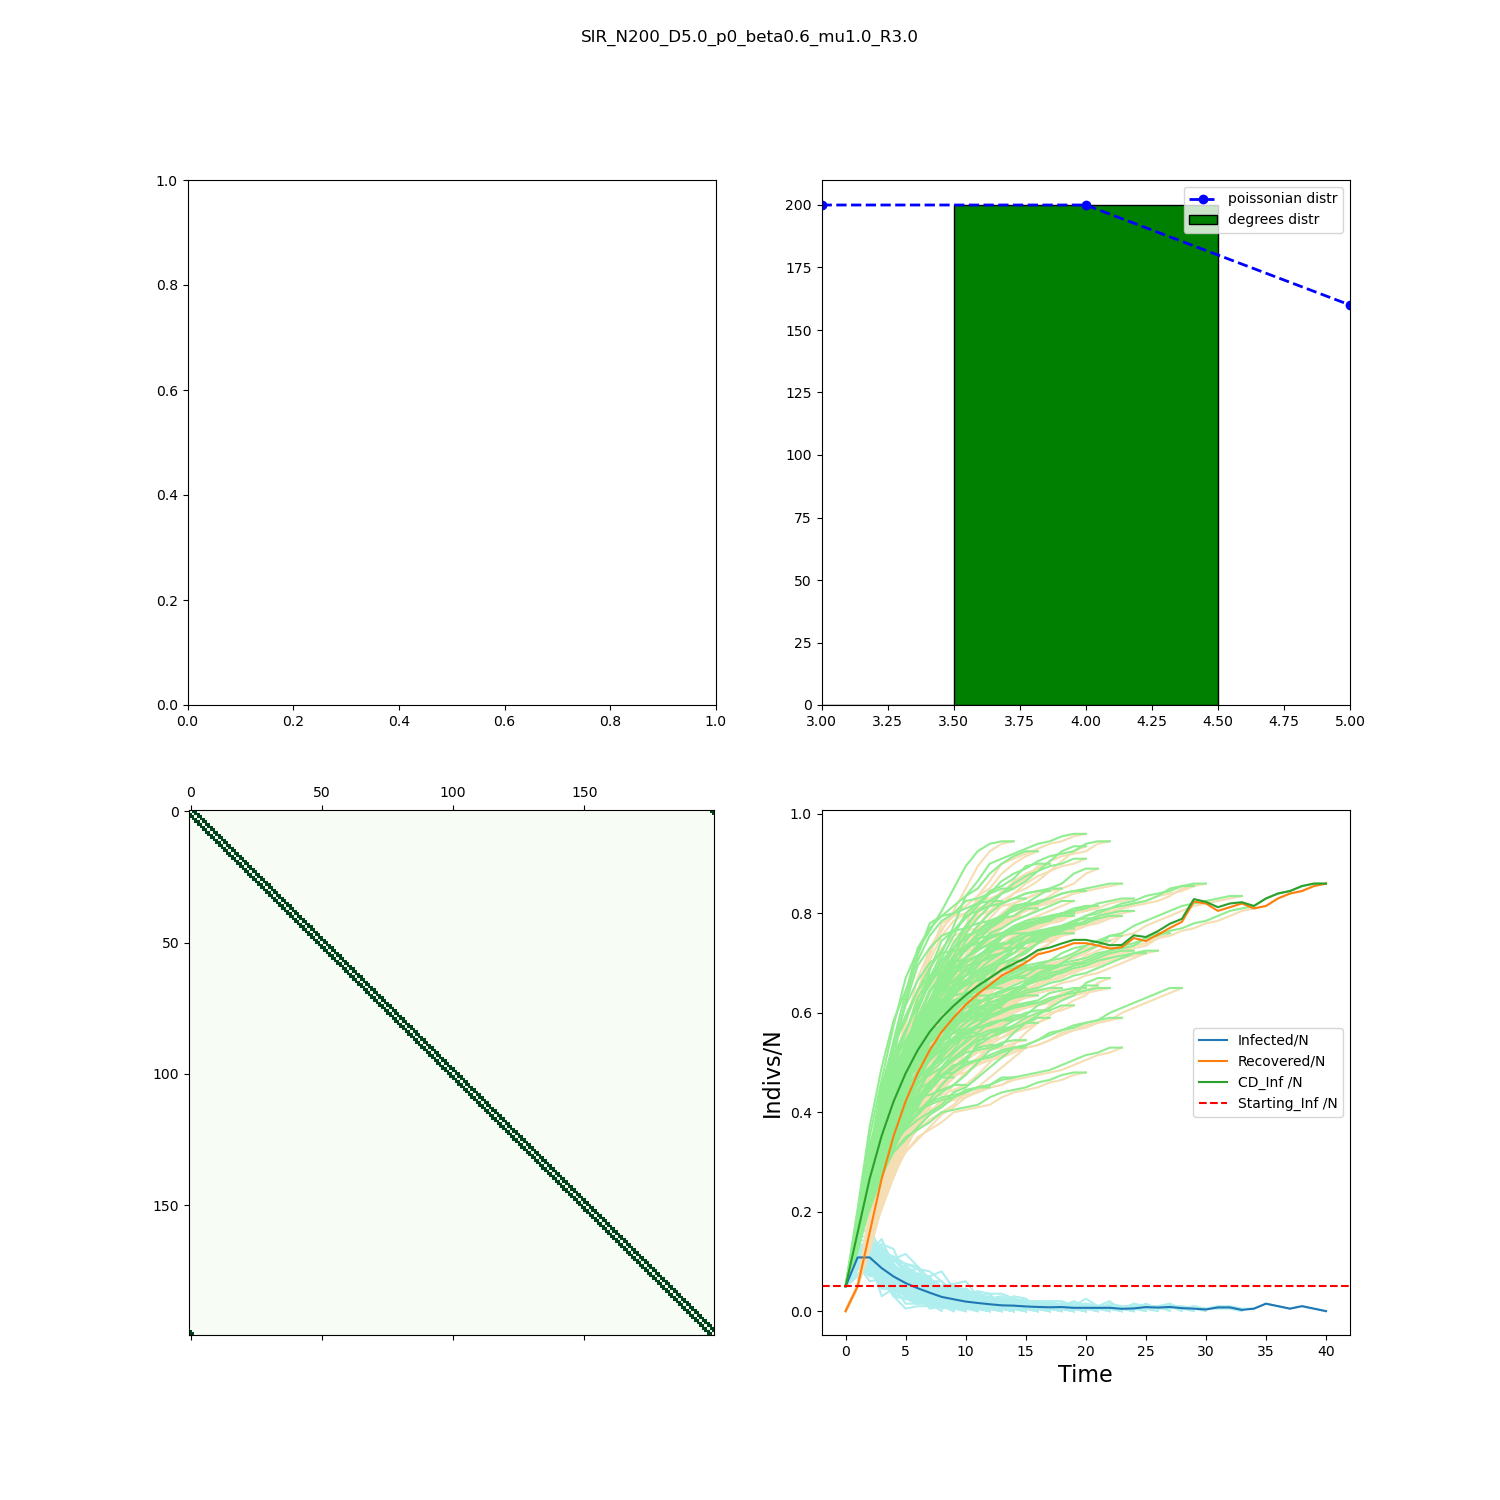 SIR_N200_D5.0_p0_beta0.6_mu1.0_R3.0
1.0
0.8
0.6
0.4
0.2
0.0
0.0 0.2 0.4 0.6 0.8 1.0
200
175
150
125
100
75
50
25
0
3.00 3.25 3.50 3.75 4.00 4.25 4.50 4.75 5.00
poissonian distr
degrees distr
0 50 100 150
0
50
100
150
Indivs/N
1.0
0.8
0.6
0.4
0.2
0.0
Infected/N
Recovered/N
CD_Inf /N
Starting_Inf /N
0 5 10 15 20 25 30 35 40
Time